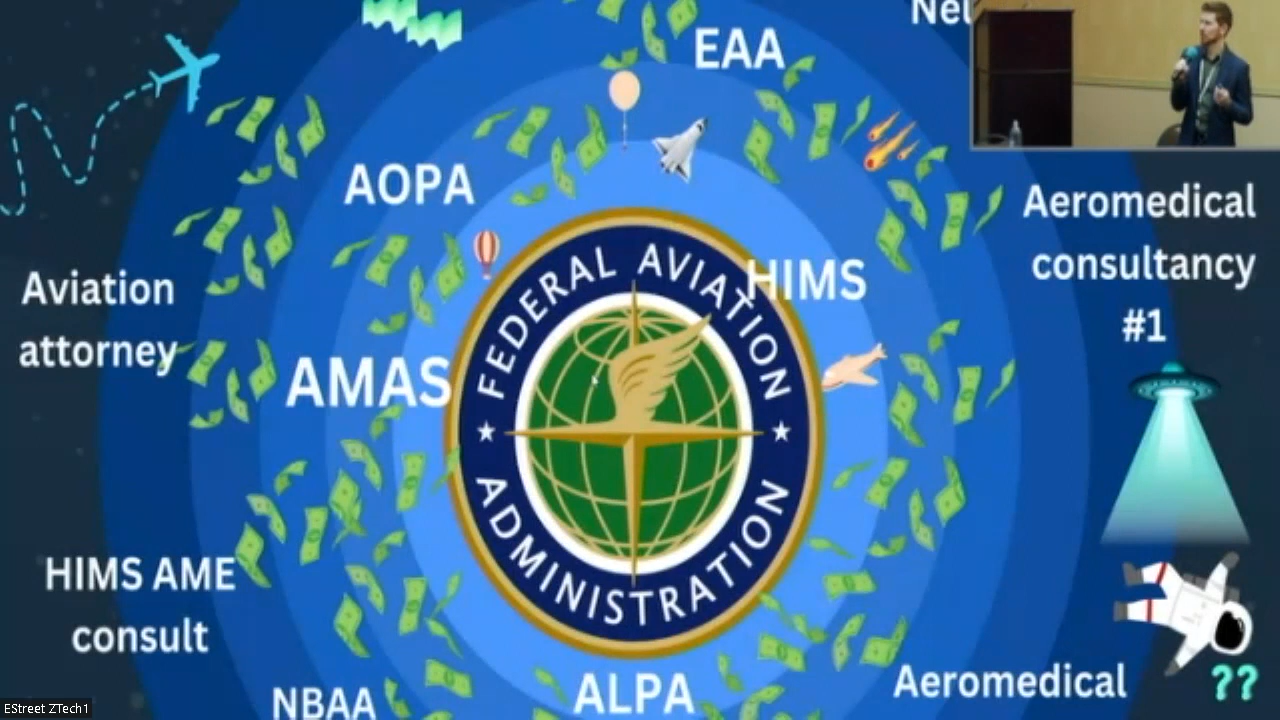 EAA
AOPA
Aeromedical
consultancy
#1
HIMS
Aviation
attorney
AMAS
FEDERAL AVIATION
ADMINISTRATION
HIMS AME
consult
Aeromedical
??
NBAA
ALPA
EStreet ZTech1